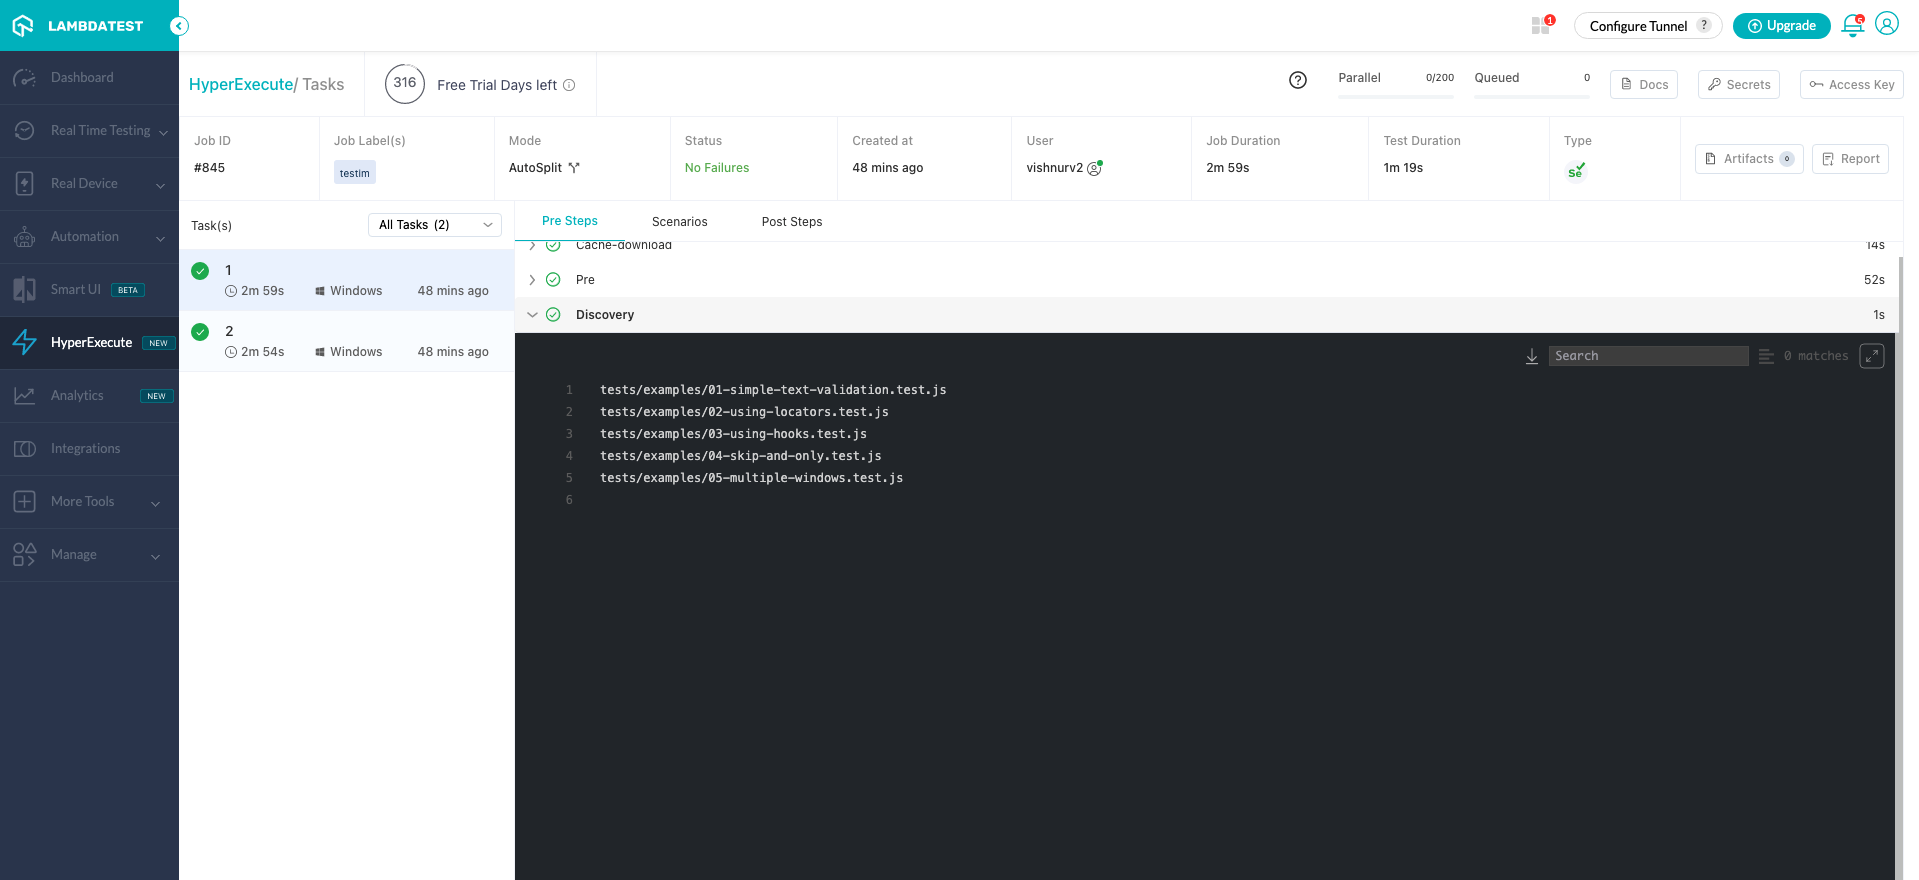 LAMBDATEST
1
Configure Tunnel ?
Upgrade
Dashboard
Real Time Testing
Real Device
Automation
Smart UI BETA
HyperExecute NEW
Analytics NEW
Integrations
More Tools
Manage
HyperExecute/ Tasks
316
Free Trial Days left
?
Parallel 0/200
Queued 0
Docs
Secrets
Access Key
Job ID
#845
Job Label(s)
testim
Mode
AutoSplit
Status
No Failures
Created at
48 mins ago
User
vishnurv2
Job Duration
2m 59s
Test Duration
1m 19s
Type
Se
Artifacts 0
Report
Task(s)
All Tasks (2)
1
2m 59s Windows 48 mins ago
2
2m 54s Windows 48 mins ago
Pre Steps Scenarios Post Steps
Cache-download 14s
Pre 52s
Discovery 1s
Search
0 matches
1 tests/examples/01-simple-text-validation.test.js
2 tests/examples/02-using-locators.test.js
3 tests/examples/03-using-hooks.test.js
4 tests/examples/04-skip-and-only.test.js
5 tests/examples/05-multiple-windows.test.js
6